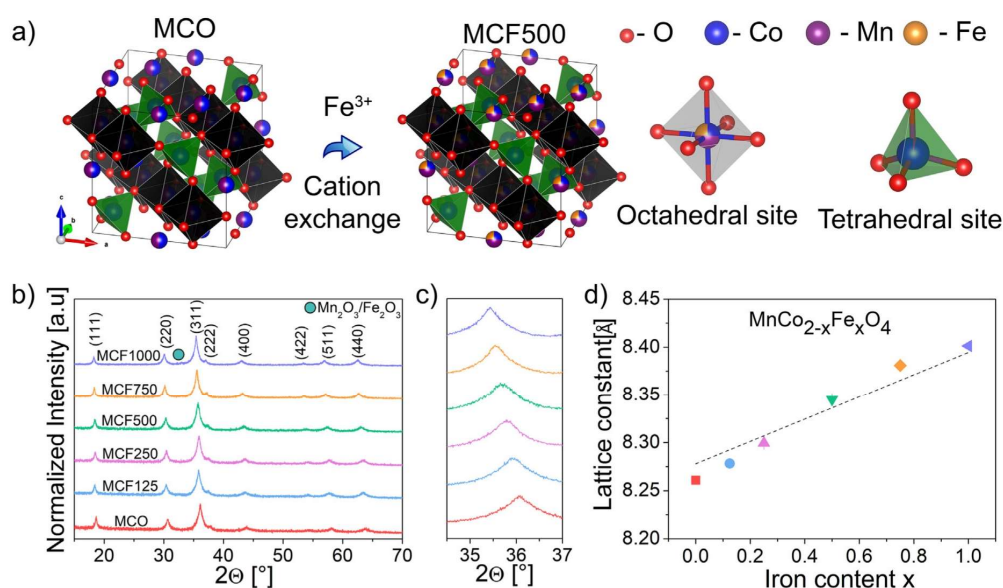 a)
MCO
MCF500
- O
- Co
- Mn
- Fe
Fe³⁺
Cation
exchange
Octahedral site
Tetrahedral site
c
b
a
b)
Normalized Intensity [a.u]
Mn₂O₃/Fe₂O₃
(111)
(220)
(311)
(222)
(400)
(422)
(511)
(440)
MCF1000
MCF750
MCF500
MCF250
MCF125
MCO
20 30 40 50 60 70
2Θ [°]
c)
35 36 37
2Θ [°]
d)
MnCo₂₋ₓFeₓO₄
Lattice constant[Å]
8.45
8.40
8.35
8.30
8.25
8.20
0.0 0.2 0.4 0.6 0.8 1.0
Iron content x